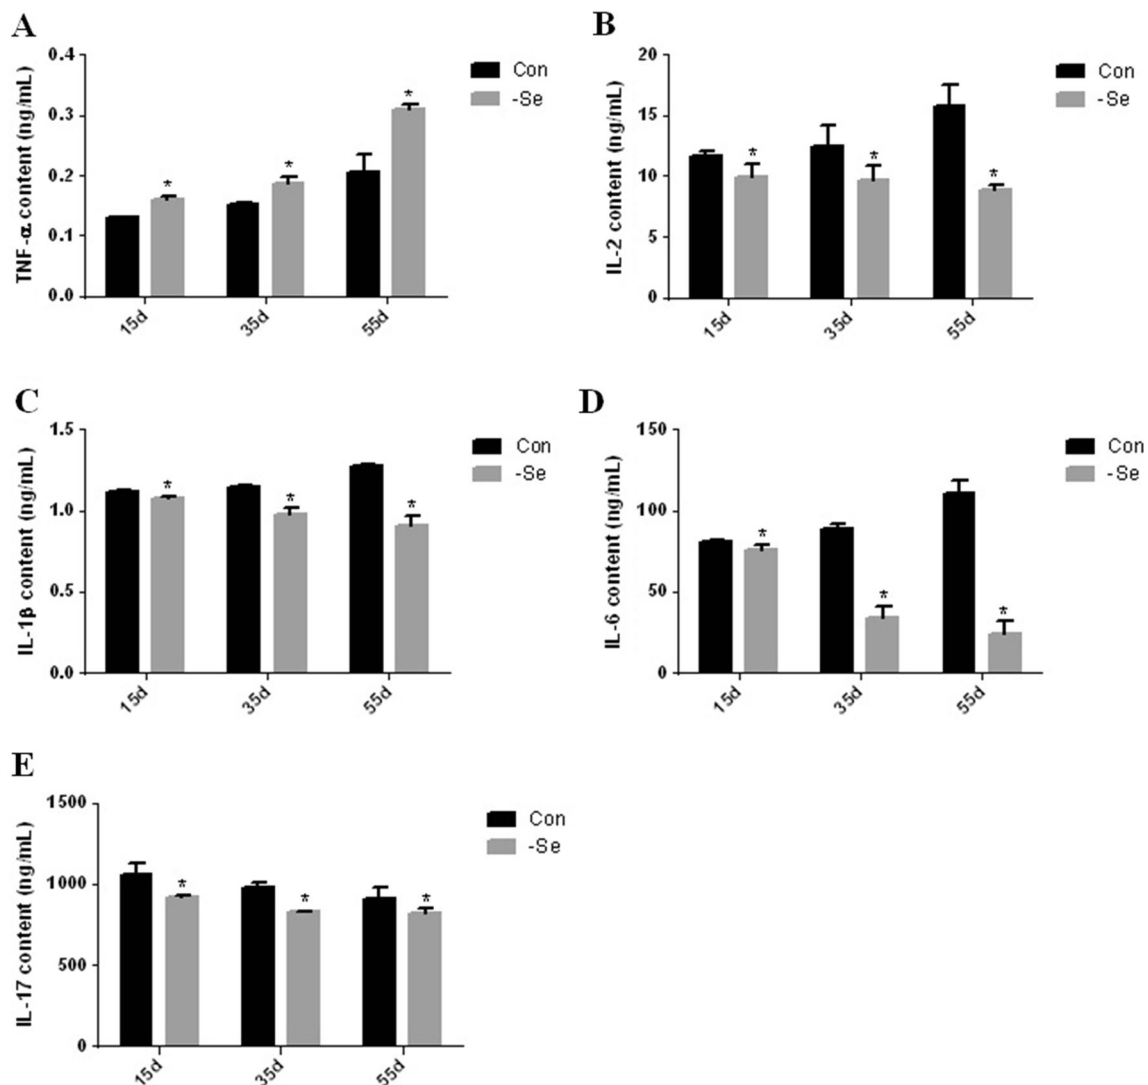 A
TNF-α content (ng/mL)
0.4
0.3
0.2
0.1
0.0
*
*
*
15d
35d
55d
Con
-Se
B
IL-2 content (ng/mL)
20
15
10
5
0
*
*
*
15d
35d
55d
Con
-Se
C
IL-1β content (ng/mL)
1.5
1.0
0.5
0.0
*
*
*
15d
35d
55d
Con
-Se
D
IL-6 content (ng/mL)
150
100
50
0
*
*
*
15d
35d
55d
Con
-Se
E
IL-17 content (ng/mL)
1500
1000
500
0
*
*
*
15d
35d
55d
Con
-Se